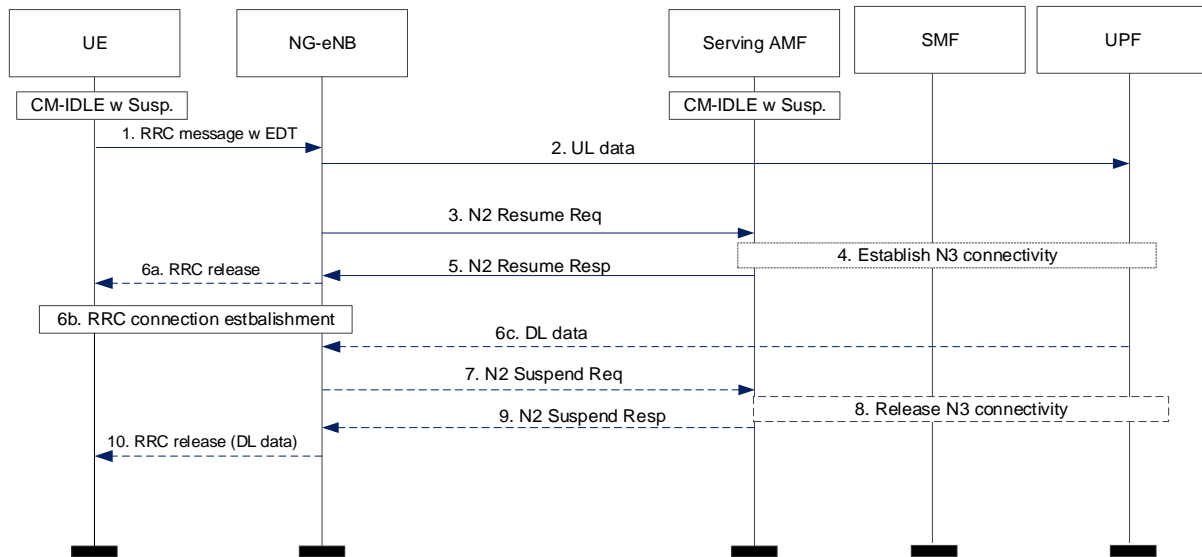 UE
NG-eNB
Serving AMF
SMF
UPF
CM-IDLE w Susp.
CM-IDLE w Susp.
1. RRC message w EDT
2. UL data
3. N2 Resume Req
4. Establish N3 connectivity
5. N2 Resume Resp
6a. RRC release
6b. RRC connection estbalishment
6c. DL data
7. N2 Suspend Req
8. Release N3 connectivity
9. N2 Suspend Resp
10. RRC release (DL data)